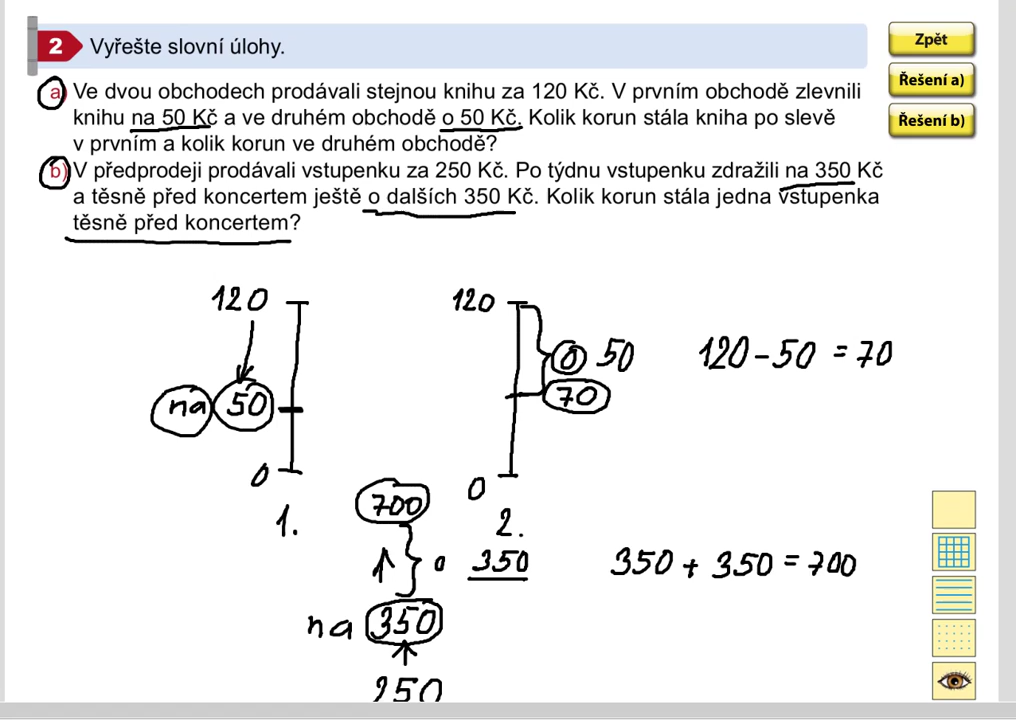 2 Vyřešte slovní úlohy.
Zpět
Řešení a)
Řešení b)
a) Ve dvou obchodech prodávali stejnou knihu za 120 Kč. V prvním obchodě zlevnili
knihu na 50 Kč a ve druhém obchodě o 50 Kč. Kolik korun stála kniha po slevě
v prvním a kolik korun ve druhém obchodě?
b) V předprodeji prodávali vstupenku za 250 Kč. Po týdnu vstupenku zdražili na 350 Kč
a těsně před koncertem ještě o dalších 350 Kč. Kolik korun stála jedna vstupenka
těsně před koncertem?
120
na 50
0
1.
120
o 50
70
0
2.
120 - 50 = 70
700
o 350
na 350
250
350 + 350 = 700